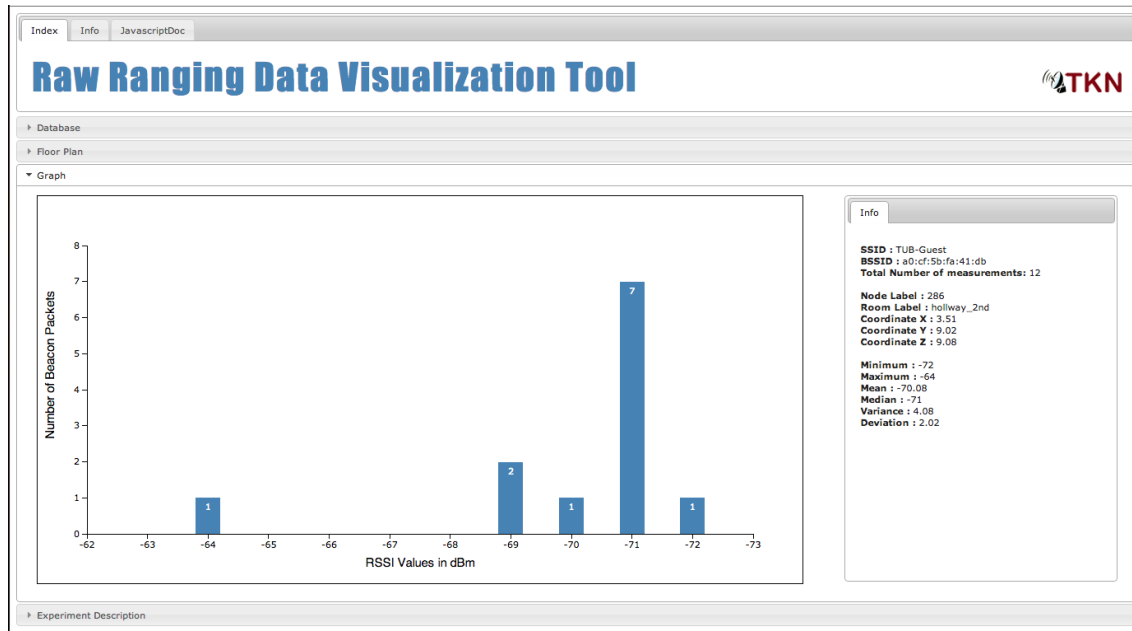 Index Info JavascriptDoc
Raw Ranging Data Visualization Tool
TKN
Database
Floor Plan
Graph
Number of Beacon Packets
8
7
6
5
4
3
2
1
0
1
2
1
7
1
-62 -63 -64 -65 -66 -67 -68 -69 -70 -71 -72 -73
RSSI Values in dBm
Info
SSID : TUB-Guest
BSSID : a0:cf:5b:fa:41:db
Total Number of measurements: 12
Node Label : 286
Room Label : hollway_2nd
Coordinate X : 3.51
Coordinate Y : 9.02
Coordinate Z : 9.08
Minimum : -72
Maximum : -64
Mean : -70.08
Median : -71
Variance : 4.08
Deviation : 2.02
Experiment Description